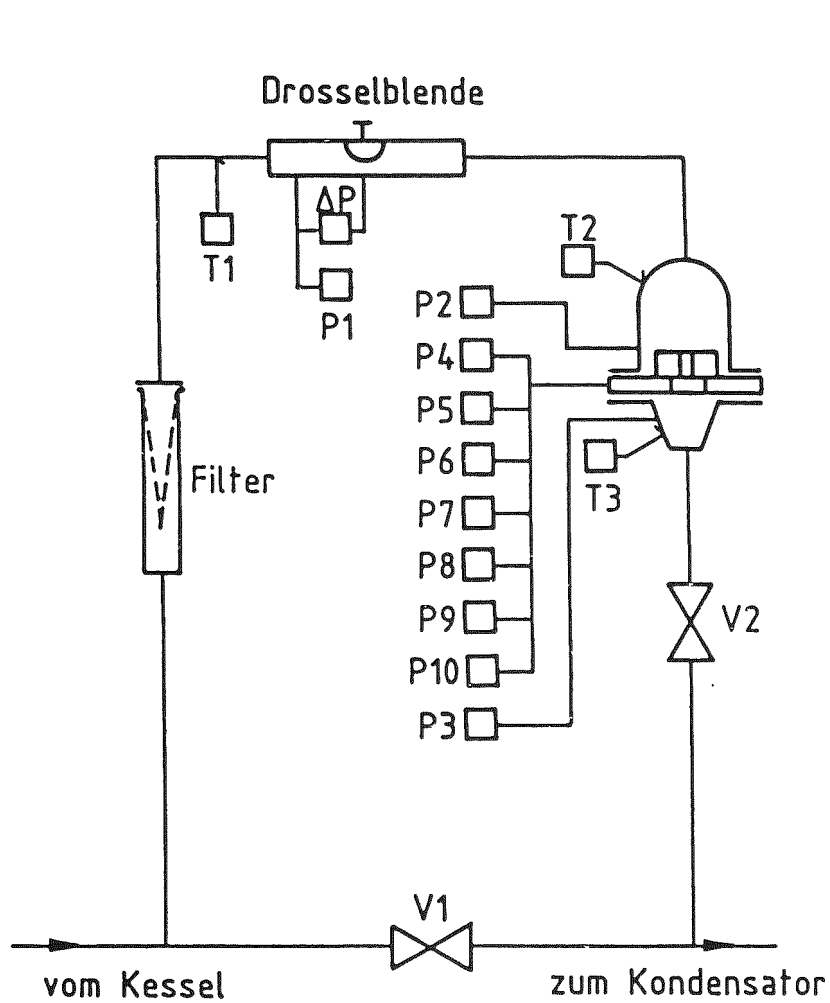 Drosselblende
ΔP
T1
P1
T2
P2
P4
P5
P6
P7
P8
P9
P10
P3
T3
Filter
V2
V1
vom Kessel
zum Kondensator